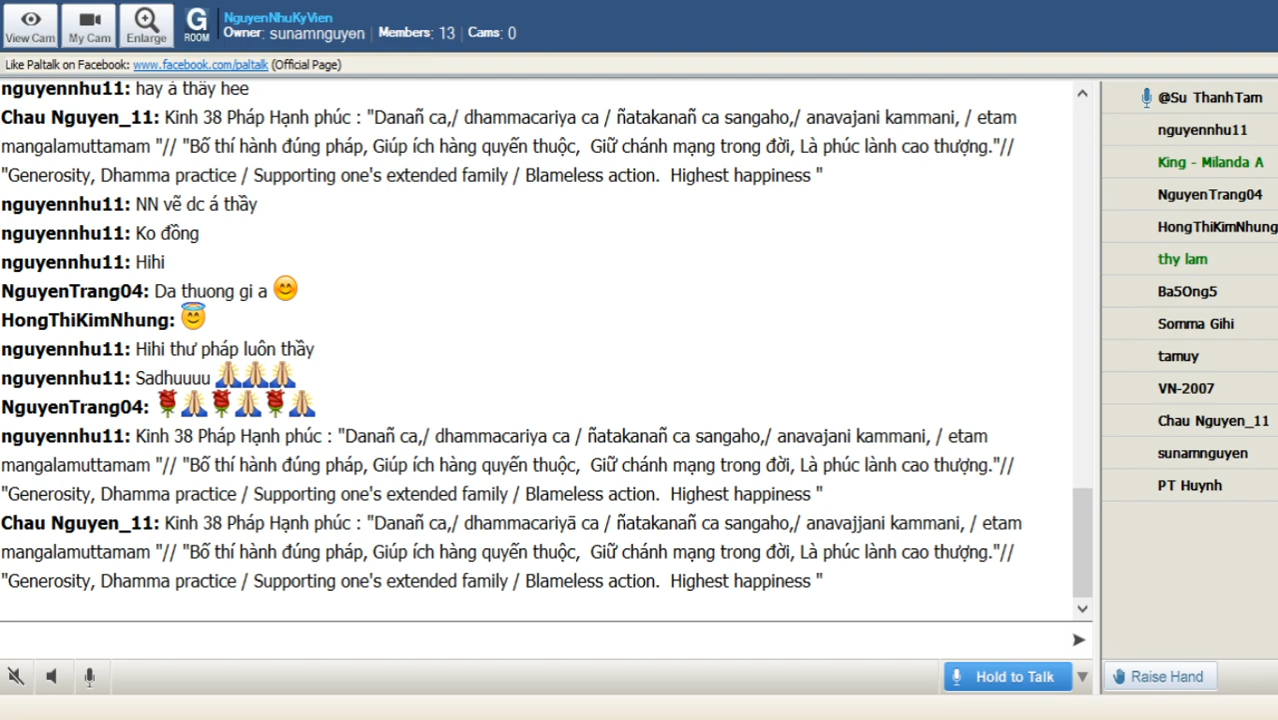 View Cam
My Cam
Enlarge
G
ROOM
NguyenNhuKyVien
Owner: sunamnguyen | Members: 13 | Cams: 0
Like Paltalk on Facebook: www.facebook.com/paltalk (Official Page)
nguyennhu11: hay á thầy hee
Chau Nguyen_11: Kinh 38 Pháp Hạnh phúc : "Danañ ca,/ dhammacariya ca / ñatakanañ ca sangaho,/ anavajani kammani, / etam
mangalamuttamam "// "Bố thí hành đúng pháp, Giúp ích hàng quyến thuộc, Giữ chánh mạng trong đời, Là phúc lành cao thượng."//
"Generosity, Dhamma practice / Supporting one's extended family / Blameless action. Highest happiness "
nguyennhu11: NN vẽ dc á thầy
nguyennhu11: Ko đồng
nguyennhu11: Hihi
NguyenTrang04: Da thuong gi a 😊
HongThiKimNhung: 😇
nguyennhu11: Hihi thư pháp luôn thầy
nguyennhu11: Sadhuuuu 🙏🙏🙏
NguyenTrang04: 🌹🙏🌹🙏🌹🙏
nguyennhu11: Kinh 38 Pháp Hạnh phúc : "Danañ ca,/ dhammacariya ca / ñatakanañ ca sangaho,/ anavajani kammani, / etam
mangalamuttamam "// "Bố thí hành đúng pháp, Giúp ích hàng quyến thuộc, Giữ chánh mạng trong đời, Là phúc lành cao thượng."//
"Generosity, Dhamma practice / Supporting one's extended family / Blameless action. Highest happiness "
Chau Nguyen_11: Kinh 38 Pháp Hạnh phúc : "Danañ ca,/ dhammacariyā ca / ñatakanañ ca sangaho,/ anavajjani kammani, / etam
mangalamuttamam "// "Bố thí hành đúng pháp, Giúp ích hàng quyến thuộc, Giữ chánh mạng trong đời, Là phúc lành cao thượng."//
"Generosity, Dhamma practice / Supporting one's extended family / Blameless action. Highest happiness "
@Su ThanhTam
nguyennhu11
King - Milanda A
NguyenTrang04
HongThiKimNhung
thy lam
Ba5Ong5
Somma Gihi
tamuy
VN-2007
Chau Nguyen_11
sunamnguyen
PT Huynh
Hold to Talk
Raise Hand